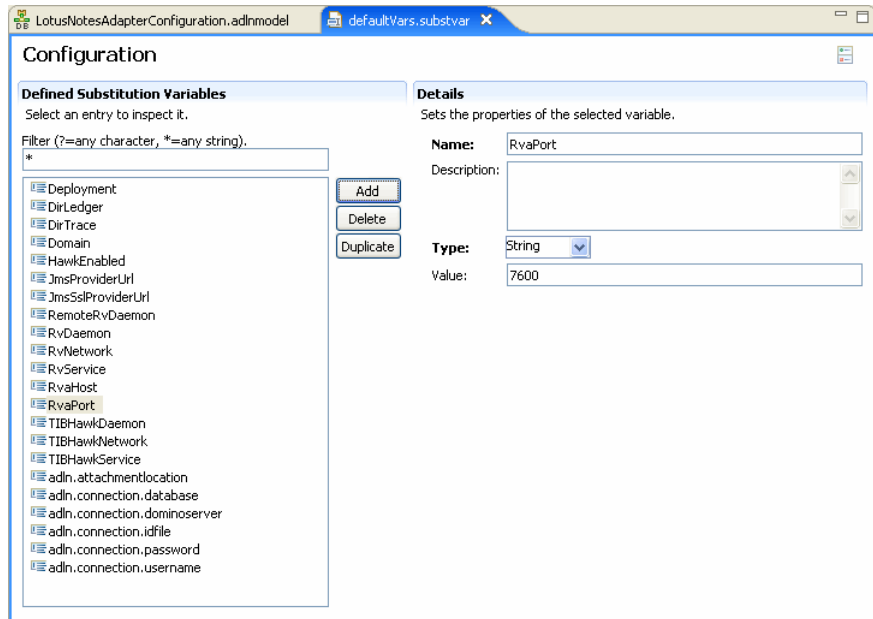 DB LotusNotesAdapterConfiguration.adlnmodel defaultVars.substvar
Configuration
Defined Substitution Variables
Select an entry to inspect it.
Filter (?=any character, *=any string).
*
Deployment
DirLedger
DirTrace
Domain
HawkEnabled
JmsProviderUrl
JmsSslProviderUrl
RemoteRvDaemon
RvDaemon
RvNetwork
RvService
RvaHost
RvaPort
TIBHawkDaemon
TIBHawkNetwork
TIBHawkService
adln.attachmentlocation
adln.connection.database
adln.connection.dominoserver
adln.connection.idfile
adln.connection.password
adln.connection.username
Add
Delete
Duplicate
Details
Sets the properties of the selected variable.
Name: RvaPort
Description:
Type: String
Value: 7600